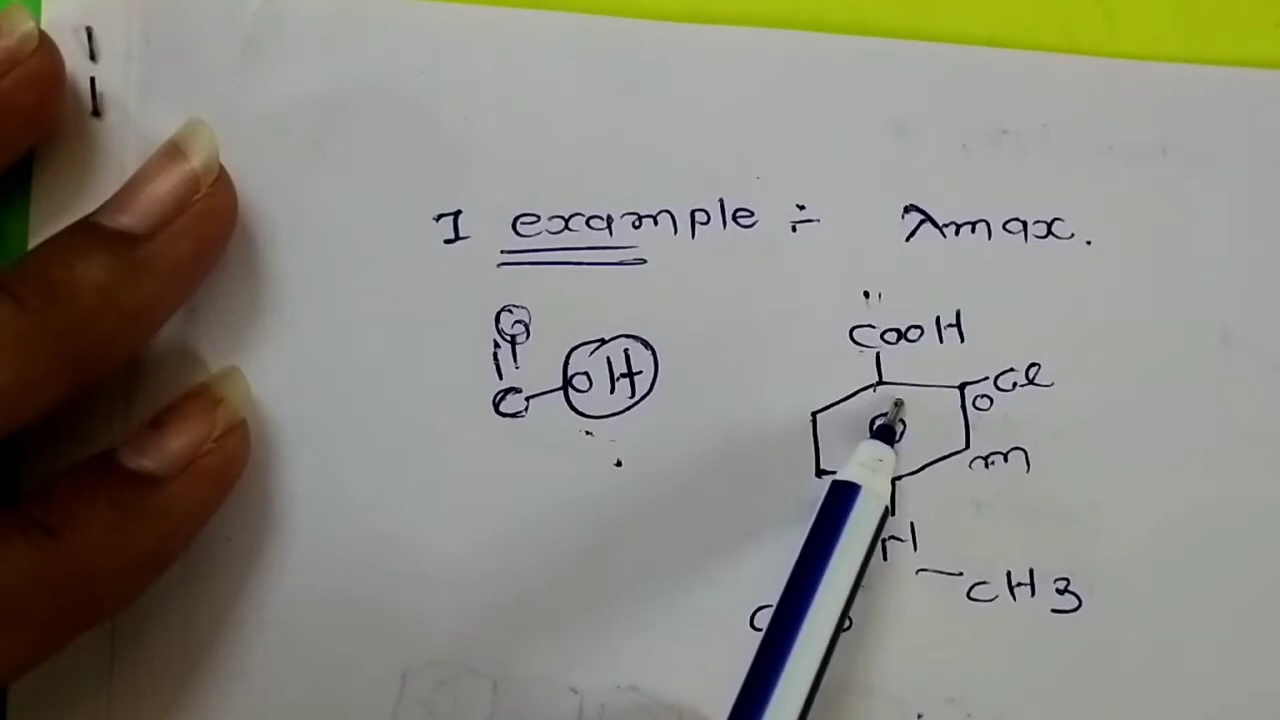 I example ÷ λmax.
O
C OH
COOH
Cl
o
m
N
CH3